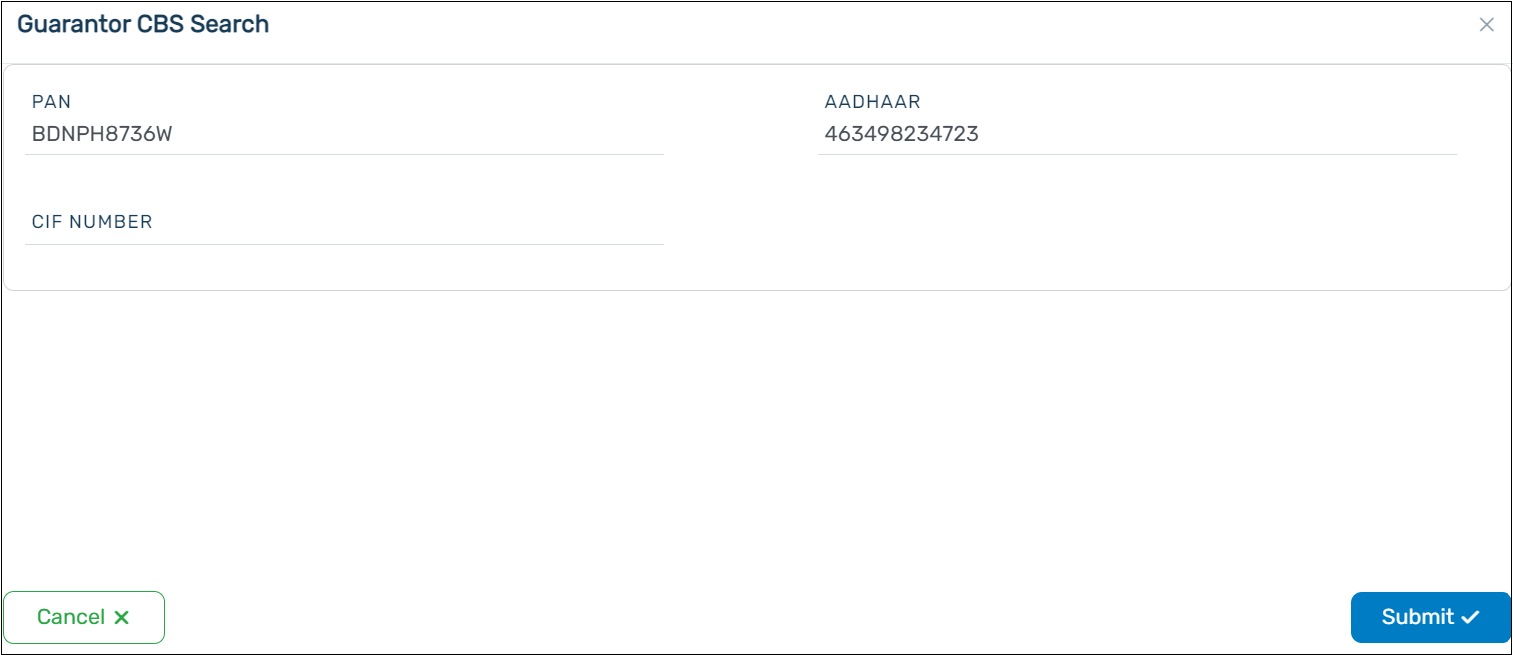 Guarantor CBS Search
PAN
BDNPH8736W
AADHAAR
463498234723
CIF NUMBER
Cancel
Submit